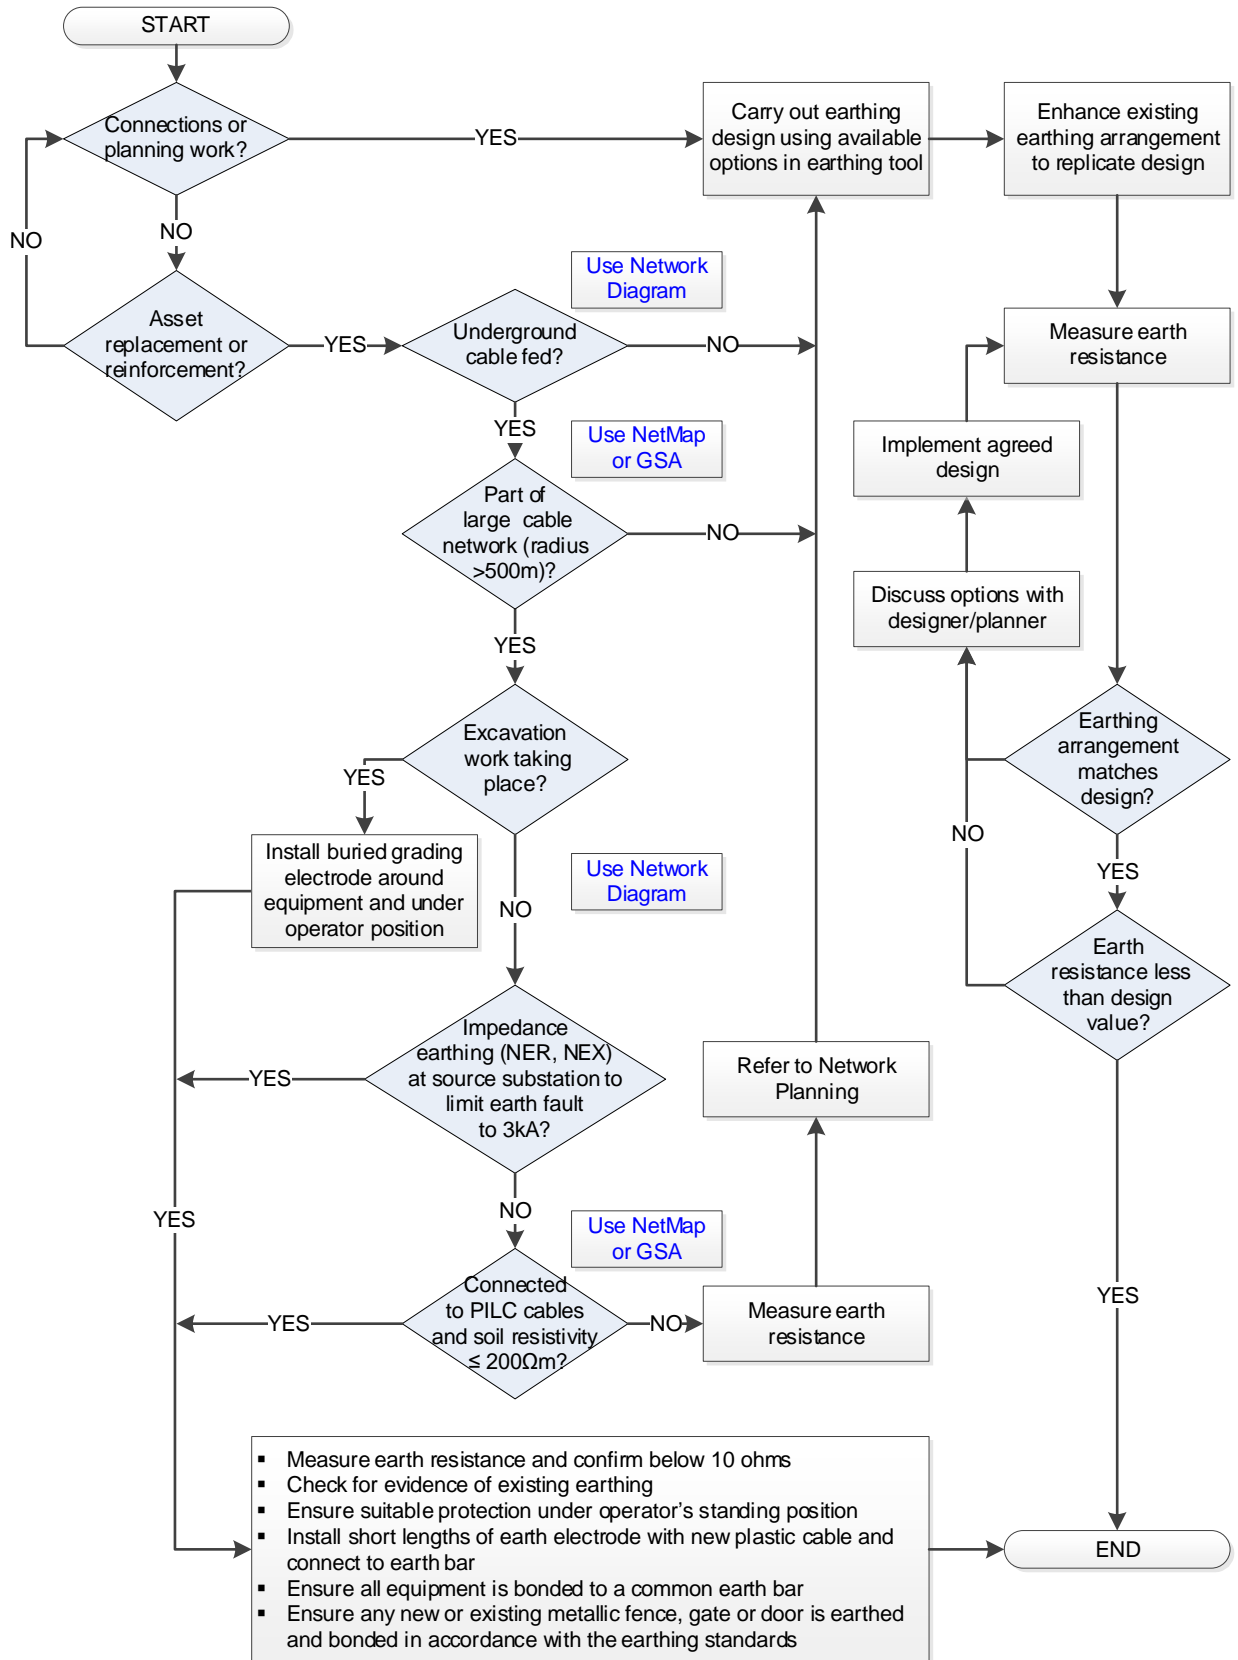 START
Connections or
planning work?
YES
Carry out earthing
design using available
options in earthing tool
Enhance existing
earthing arrangement
to replicate design
NO
NO
Use Network
Diagram
Asset
replacement or
reinforcement?
YES
Underground
cable fed?
NO
Measure earth
resistance
YES
Use NetMap
or GSA
Implement agreed
design
Part of
large cable
network (radius
>500m)?
NO
Discuss options with
designer/planner
YES
Excavation
work taking
place?
YES
Earthing
arrangement
matches
design?
NO
Install buried grading
electrode around
equipment and under
operator position
Use Network
Diagram
YES
NO
Earth
resistance less
than design
value?
Impedance
earthing (NER, NEX)
at source substation to
limit earth fault
to 3kA?
YES
Refer to Network
Planning
NO
YES
Use NetMap
or GSA
Connected
to PILC cables
and soil resistivity
≤ 200Ωm?
YES
NO
Measure earth
resistance
YES
▪ Measure earth resistance and confirm below 10 ohms
▪ Check for evidence of existing earthing
▪ Ensure suitable protection under operator’s standing position
▪ Install short lengths of earth electrode with new plastic cable and
connect to earth bar
▪ Ensure all equipment is bonded to a common earth bar
▪ Ensure any new or existing metallic fence, gate or door is earthed
and bonded in accordance with the earthing standards
END